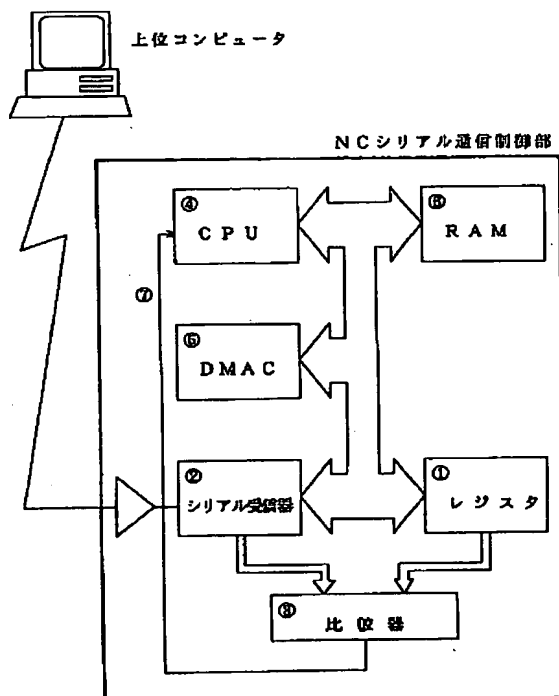 上位コンピュータ
NCシリアル通信制御部
④
CPU
⑥
RAM
⑦
⑤
DMAC
②
シリアル受信器
①
レジスタ
③
比較器